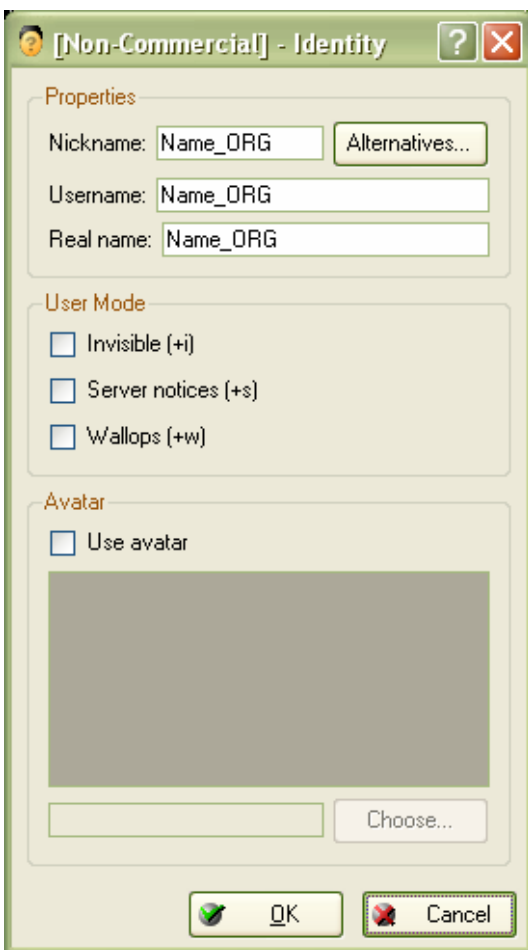 [Non-Commercial] - Identity
Properties
Nickname: Name_ORG Alternatives...
Username: Name_ORG
Real name: Name_ORG
User Mode
Invisible (+i)
Server notices (+s)
Wallops (+w)
Avatar
Use avatar
Choose...
OK Cancel